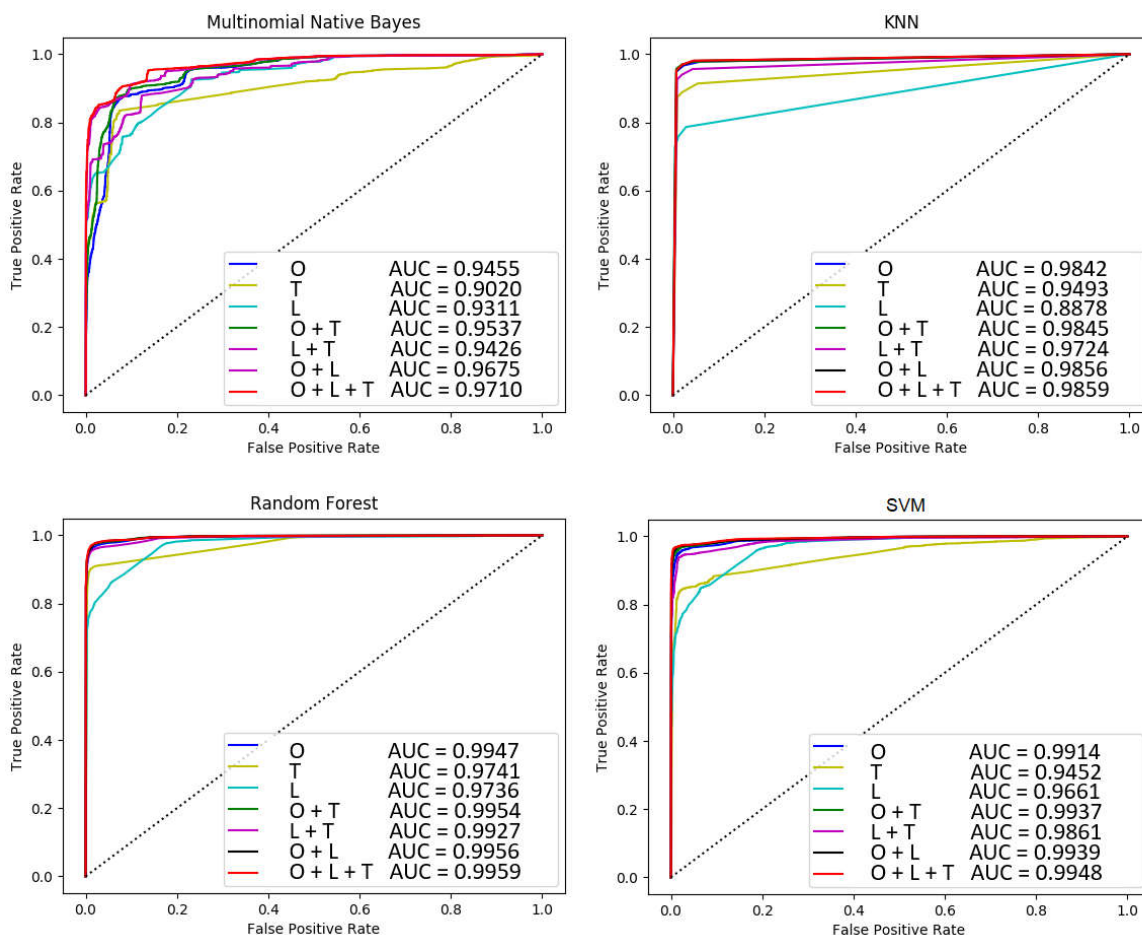 Multinomial Native Bayes
True Positive Rate
1.0
0.8
0.6
0.4
0.2
0.0
O AUC = 0.9455
T AUC = 0.9020
L AUC = 0.9311
O + T AUC = 0.9537
L + T AUC = 0.9426
O + L AUC = 0.9675
O + L + T AUC = 0.9710
0.0 0.2 0.4 0.6 0.8 1.0
False Positive Rate
KNN
True Positive Rate
1.0
0.8
0.6
0.4
0.2
0.0
O AUC = 0.9842
T AUC = 0.9493
L AUC = 0.8878
O + T AUC = 0.9845
L + T AUC = 0.9724
O + L AUC = 0.9856
O + L + T AUC = 0.9859
0.0 0.2 0.4 0.6 0.8 1.0
False Positive Rate
Random Forest
True Positive Rate
1.0
0.8
0.6
0.4
0.2
0.0
O AUC = 0.9947
T AUC = 0.9741
L AUC = 0.9736
O + T AUC = 0.9954
L + T AUC = 0.9927
O + L AUC = 0.9956
O + L + T AUC = 0.9959
0.0 0.2 0.4 0.6 0.8 1.0
False Positive Rate
SVM
True Positive Rate
1.0
0.8
0.6
0.4
0.2
0.0
O AUC = 0.9914
T AUC = 0.9452
L AUC = 0.9661
O + T AUC = 0.9937
L + T AUC = 0.9861
O + L AUC = 0.9939
O + L + T AUC = 0.9948
0.0 0.2 0.4 0.6 0.8 1.0
False Positive Rate